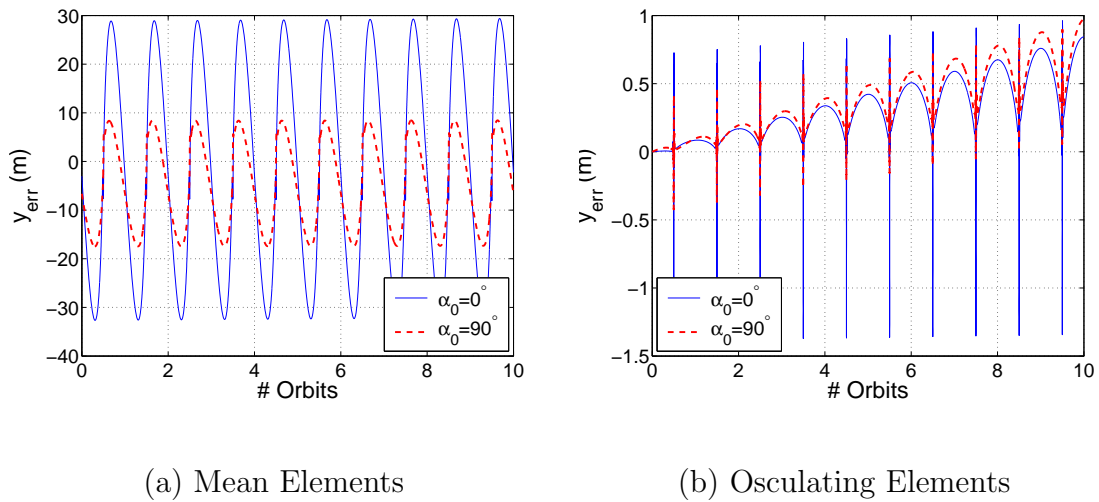 30
20
10
0
−10
−20
−30
−40
y_err (m)
0 2 4 6 8 10
# Orbits
α_0=0°
α_0=90°
(a) Mean Elements
1
0.5
0
−0.5
−1
−1.5
y_err (m)
0 2 4 6 8 10
# Orbits
α_0=0°
α_0=90°
(b) Osculating Elements